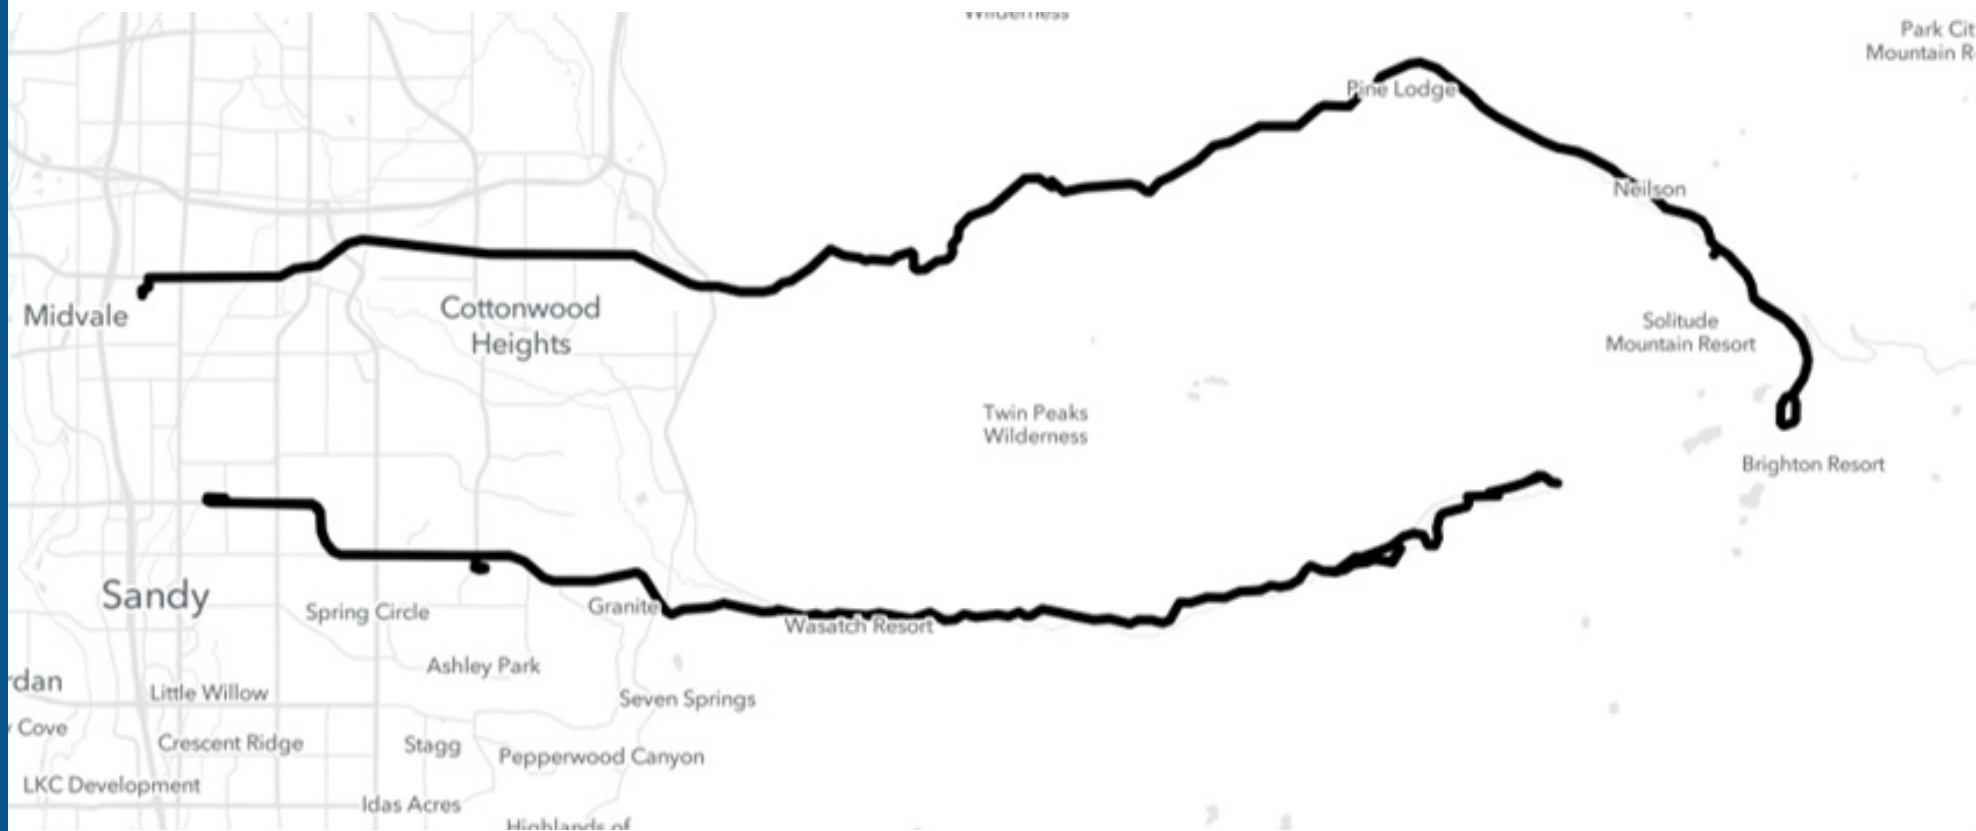 Wilderness
Park Cit
Mountain R
Pine Lodge
Neilson
Midvale
Cottonwood
Heights
Solitude
Mountain Resort
Twin Peaks
Wilderness
Brighton Resort
Sandy
Granite
Spring Circle
Wasatch Resort
Ashley Park
rdan
Little Willow
Seven Springs
Cove
Crescent Ridge
Stagg
Pepperwood Canyon
LKC Development
Idas Acres
Highlands of